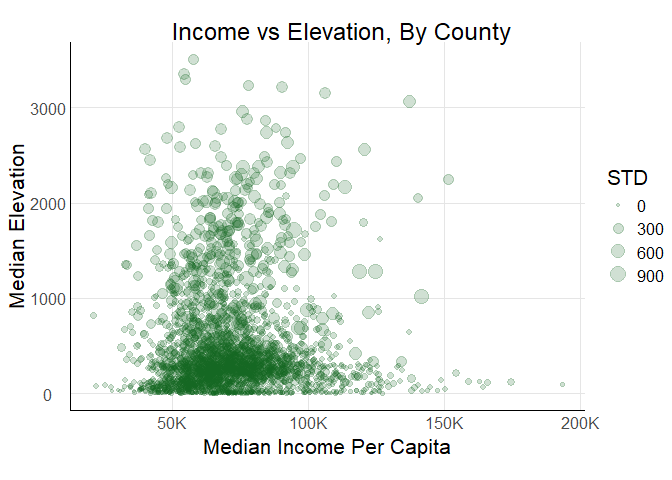 Income vs Elevation, By County
Median Elevation
3000
2000
1000
0
50K
100K
150K
200K
Median Income Per Capita
STD
0
300
600
900